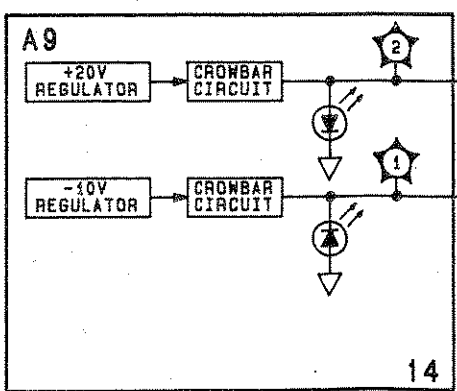 A9
2
+20V REGULATOR
CROWBAR CIRCUIT
1
-10V REGULATOR
CROWBAR CIRCUIT
14